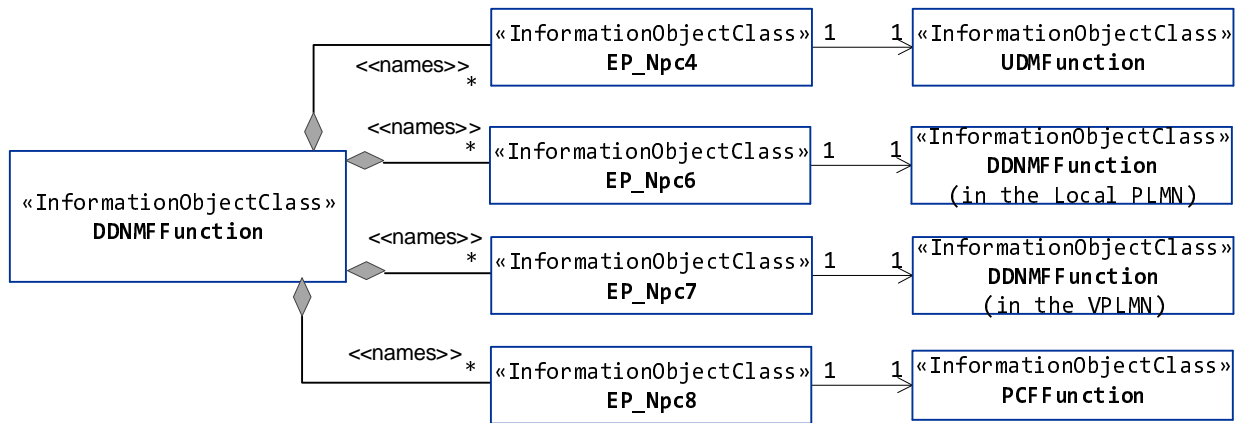 «InformationObjectClass»
DDNMFFunction
<<names>>
*
«InformationObjectClass»
EP_Npc4
1 1
«InformationObjectClass»
UDMFunction
<<names>>
*
«InformationObjectClass»
EP_Npc6
1 1
«InformationObjectClass»
DDNMFFunction
(in the Local PLMN)
<<names>>
*
«InformationObjectClass»
EP_Npc7
1 1
«InformationObjectClass»
DDNMFFunction
(in the VPLMN)
<<names>>
*
«InformationObjectClass»
EP_Npc8
1 1
«InformationObjectClass»
PCFFunction